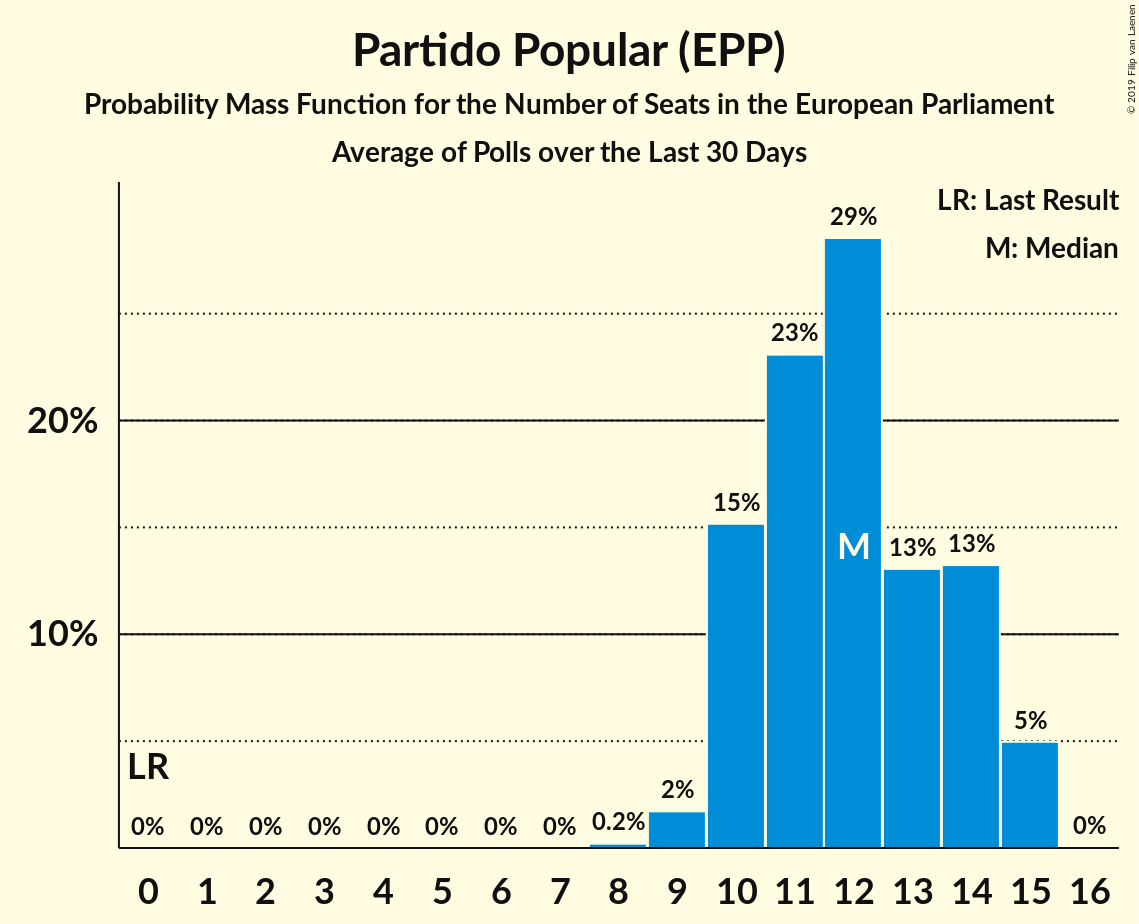 Partido Popular (EPP)
Probability Mass Function for the Number of Seats in the European Parliament
Average of Polls over the Last 30 Days
© 2019 Filip van Laenen
LR: Last Result
M: Median
29%
23%
20%
15%
M
13%
13%
10%
5%
LR
2%
0%
0%
0%
0%
0%
0%
0%
0%
0.2%
0%
0 1 2 3 4 5 6 7 8 9 10 11 12 13 14 15 16